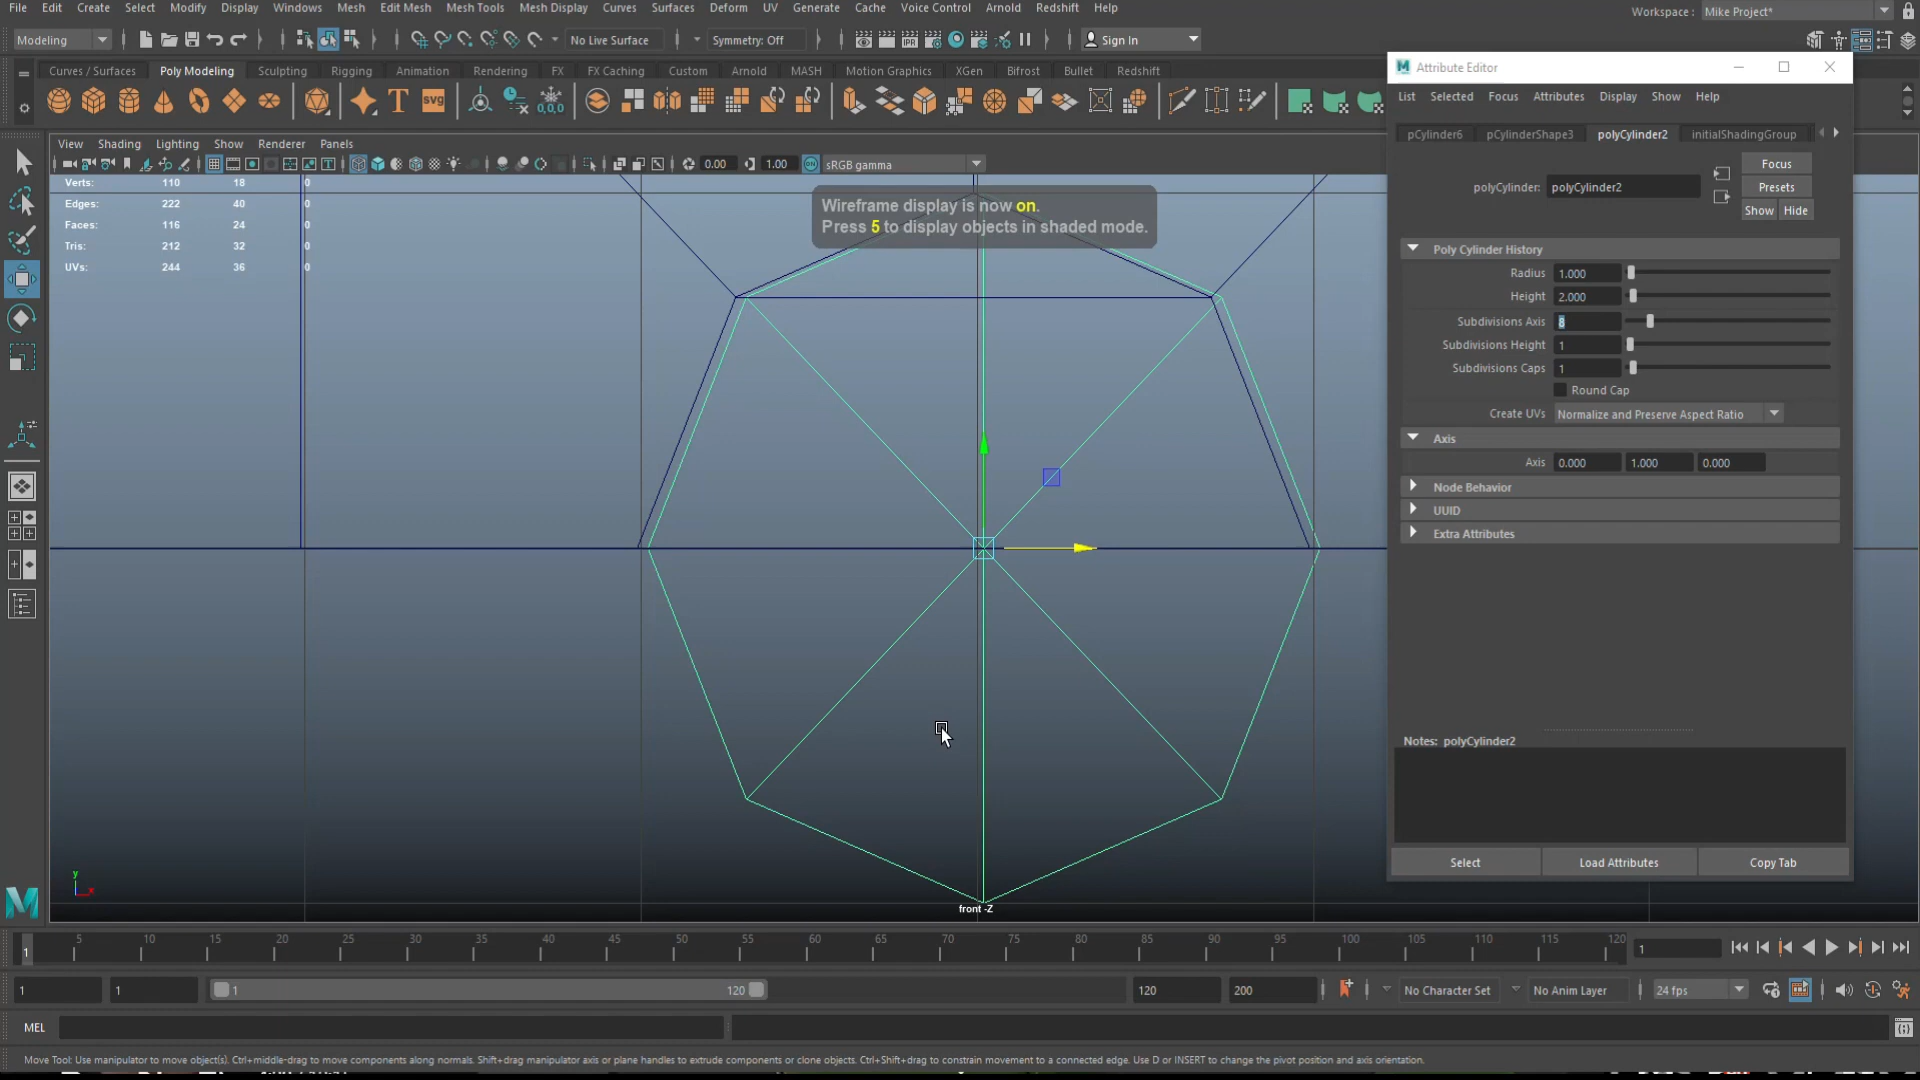 File Edit Create Select Modify Display Windows Mesh Edit Mesh Mesh Tools Mesh Display Curves Surfaces Deform UV Generate Cache Voice Control Arnold Redshift Help
Workspace : Mike Project*
Modeling
No Live Surface
Symmetry: Off
Sign In
Curves / Surfaces Poly Modeling Sculpting Rigging Animation Rendering FX FX Caching Custom Arnold MASH Motion Graphics XGen Bifrost Bullet Redshift
View Shading Lighting Show Renderer Panels
0.00 1.00 sRGB gamma
Verts: 110 18 0
Edges: 222 40 0
Faces: 116 24 0
Tris: 212 32 0
UVs: 244 36 0
Wireframe display is now on.
Press 5 to display objects in shaded mode.
front -Z
y
x
Attribute Editor
List Selected Focus Attributes Display Show Help
pCylinder6 pCylinderShape3 polyCylinder2 initialShadingGroup
polyCylinder: polyCylinder2
Focus
Presets
Show Hide
Poly Cylinder History
Radius 1.000
Height 2.000
Subdivisions Axis 8
Subdivisions Height 1
Subdivisions Caps 1
Round Cap
Create UVs Normalize and Preserve Aspect Ratio
Axis
Axis 0.000 1.000 0.000
Node Behavior
UUID
Extra Attributes
Notes: polyCylinder2
Select Load Attributes Copy Tab
1 5 10 15 20 25 30 35 40 45 50 55 60 65 70 75 80 85 90 95 100 105 110 115 120
1
1 1 1 120 120 200 No Character Set No Anim Layer 24 fps
MEL
Move Tool: Use manipulator to move object(s). Ctrl+middle-drag to move components along normals. Shift+drag manipulator axis or plane handles to extrude components or clone objects. Ctrl+Shift+drag to constrain movement to a connected edge. Use D or INSERT to change the pivot position and axis orientation.